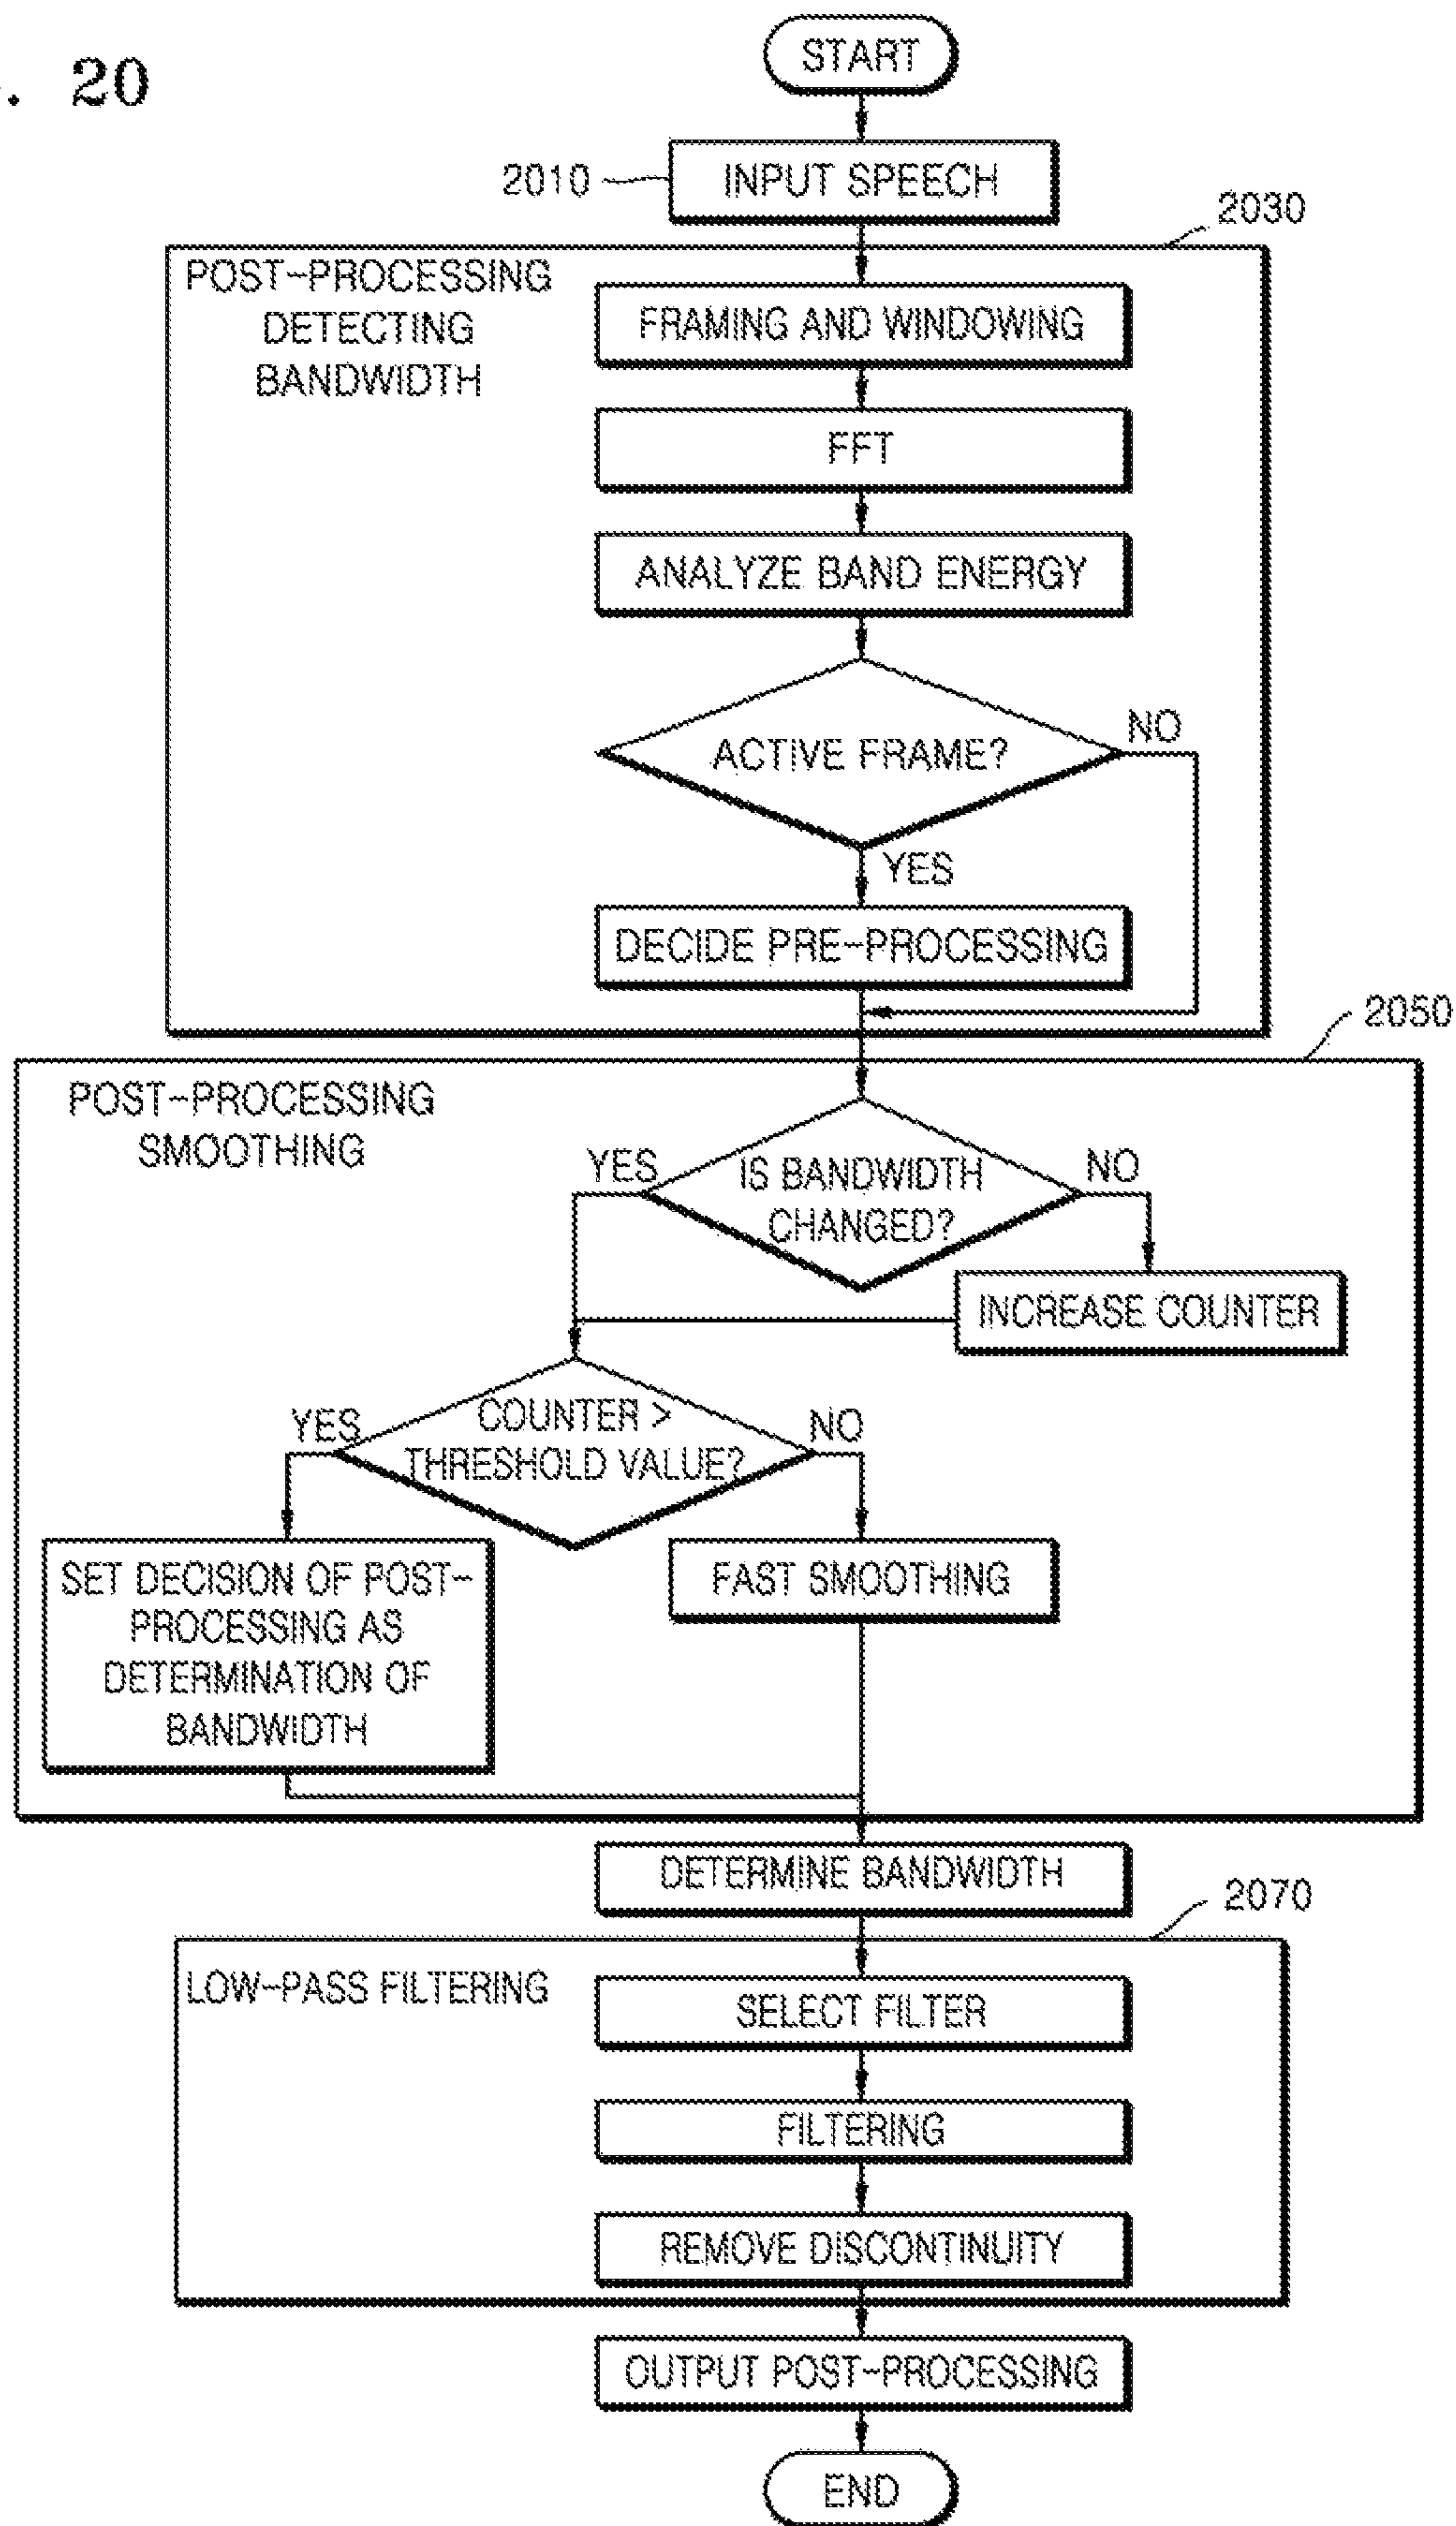 . 20
START
2010
INPUT SPEECH
2030
POST-PROCESSING
DETECTING
BANDWIDTH
FRAMING AND WINDOWING
FFT
ANALYZE BAND ENERGY
ACTIVE FRAME?
NO
YES
DECIDE PRE-PROCESSING
2050
POST-PROCESSING
SMOOTHING
YES
IS BANDWIDTH
CHANGED?
NO
INCREASE COUNTER
YES
COUNTER >
THRESHOLD VALUE?
NO
SET DECISION OF POST-
PROCESSING AS
DETERMINATION OF
BANDWIDTH
FAST SMOOTHING
DETERMINE BANDWIDTH
2070
LOW-PASS FILTERING
SELECT FILTER
FILTERING
REMOVE DISCONTINUITY
OUTPUT POST-PROCESSING
END